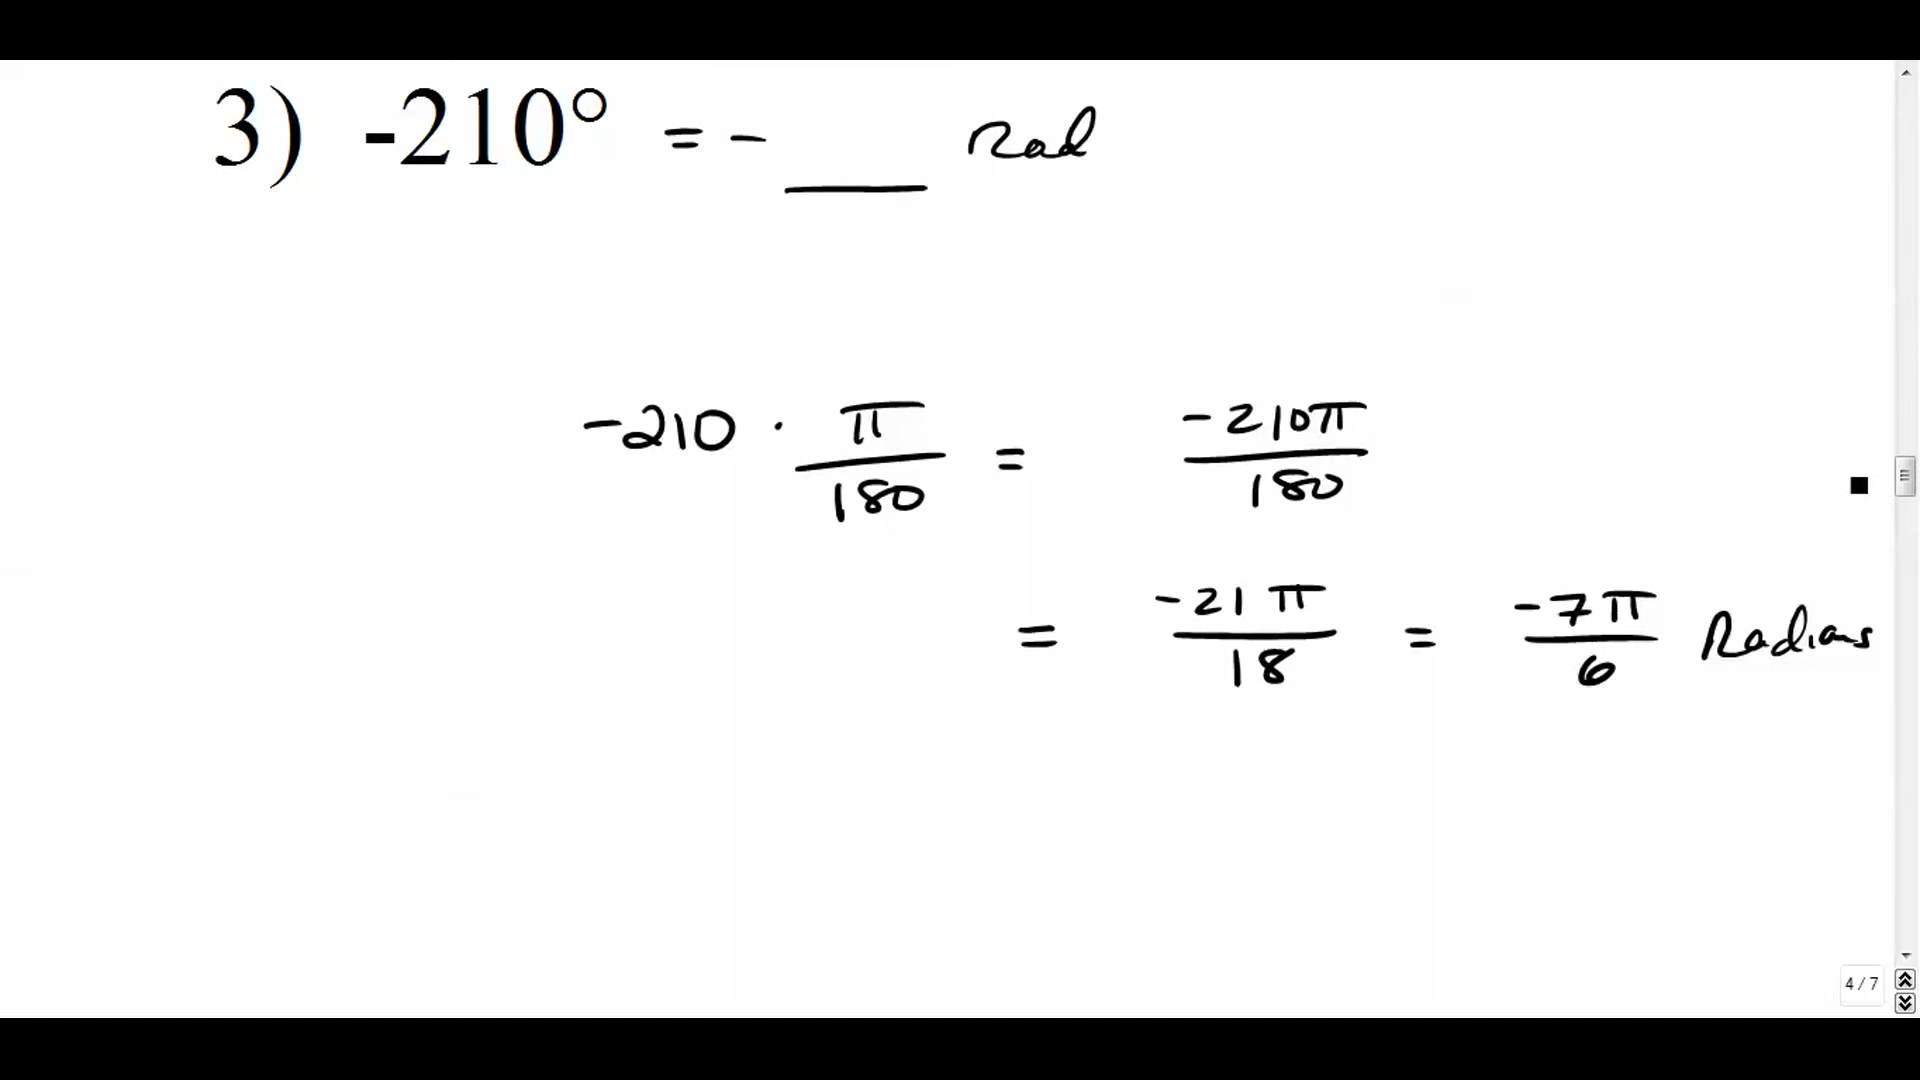 3) -210° = - ____ Rad
-210 · π/180 = -210π/180
= -21π/18 = -7π/6 Radians
4 / 7